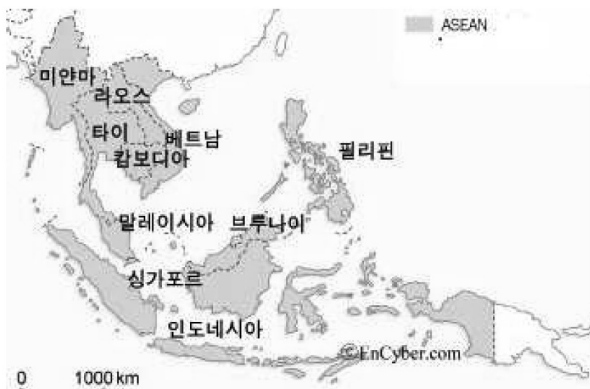 ASEAN
미얀마
라오스
타이
베트남
캄보디아
필리핀
말레이시아
브루나이
싱가포르
인도네시아
©EnCyber.com
0 1000 km